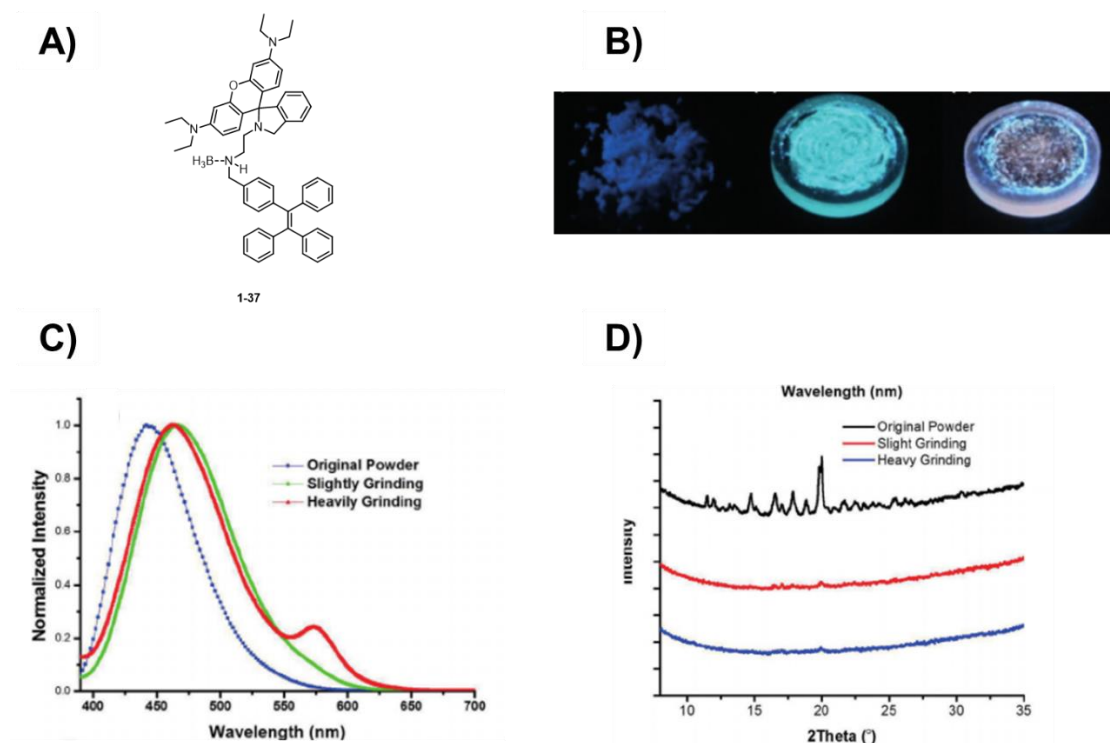 A)
N
O
N
N
H₃B
N
H
1-37
B)
C)
Normalized Intensity
1.0
0.8
0.6
0.4
0.2
0.0
Original Powder
Slightly Grinding
Heavily Grinding
400 450 500 550 600 650 700
Wavelength (nm)
D)
Wavelength (nm)
Intensity
Original Powder
Slight Grinding
Heavy Grinding
10 15 20 25 30 35
2Theta (°)